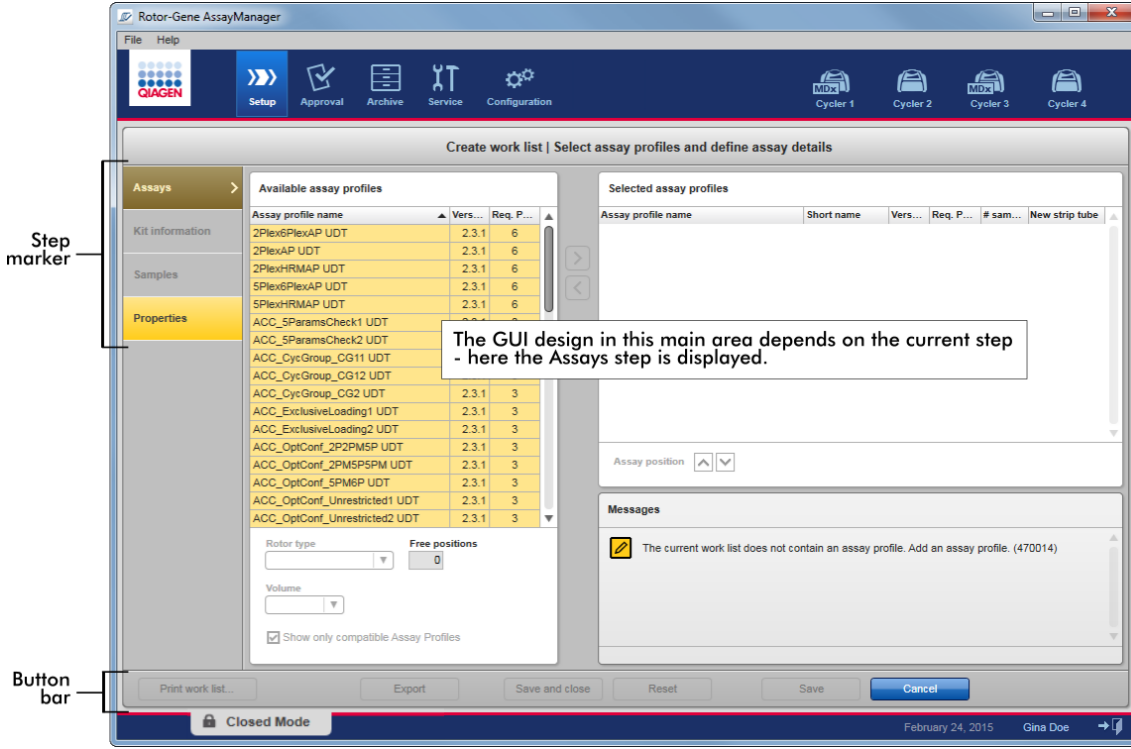 Rotor-Gene AssayManager
File Help
QIAGEN
Setup Approval Archive Service Configuration
MDx MDx
Cycler 1 Cycler 2 Cycler 3 Cycler 4
Create work list | Select assay profiles and define assay details
Step marker
Assays
Kit information
Samples
Properties
Available assay profiles
Assay profile name Vers... Req. P...
2Plex6PlexAP UDT 2.3.1 6
2PlexAP UDT 2.3.1 6
2PlexHRMAP UDT 2.3.1 6
5Plex6PlexAP UDT 2.3.1 6
5PlexHRMAP UDT 2.3.1 6
ACC_5ParamsCheck1 UDT
ACC_5ParamsCheck2 UDT
ACC_CycGroup_CG11 UDT
ACC_CycGroup_CG12 UDT
ACC_CycGroup_CG2 UDT 2.3.1 3
ACC_ExclusiveLoading1 UDT 2.3.1 3
ACC_ExclusiveLoading2 UDT 2.3.1 3
ACC_OptConf_2P2PM5P UDT 2.3.1 3
ACC_OptConf_2PM5P5PM UDT 2.3.1 3
ACC_OptConf_5PM6P UDT 2.3.1 3
ACC_OptConf_Unrestricted1 UDT 2.3.1 3
ACC_OptConf_Unrestricted2 UDT 2.3.1 3
Rotor type Free positions
0
Volume
Show only compatible Assay Profiles
Selected assay profiles
Assay profile name Short name Vers... Req. P... # sam... New strip tube
The GUI design in this main area depends on the current step
- here the Assays step is displayed.
Assay position
Messages
The current work list does not contain an assay profile. Add an assay profile. (470014)
Button bar
Print work list... Export Save and close Reset Save Cancel
Closed Mode
February 24, 2015 Gina Doe